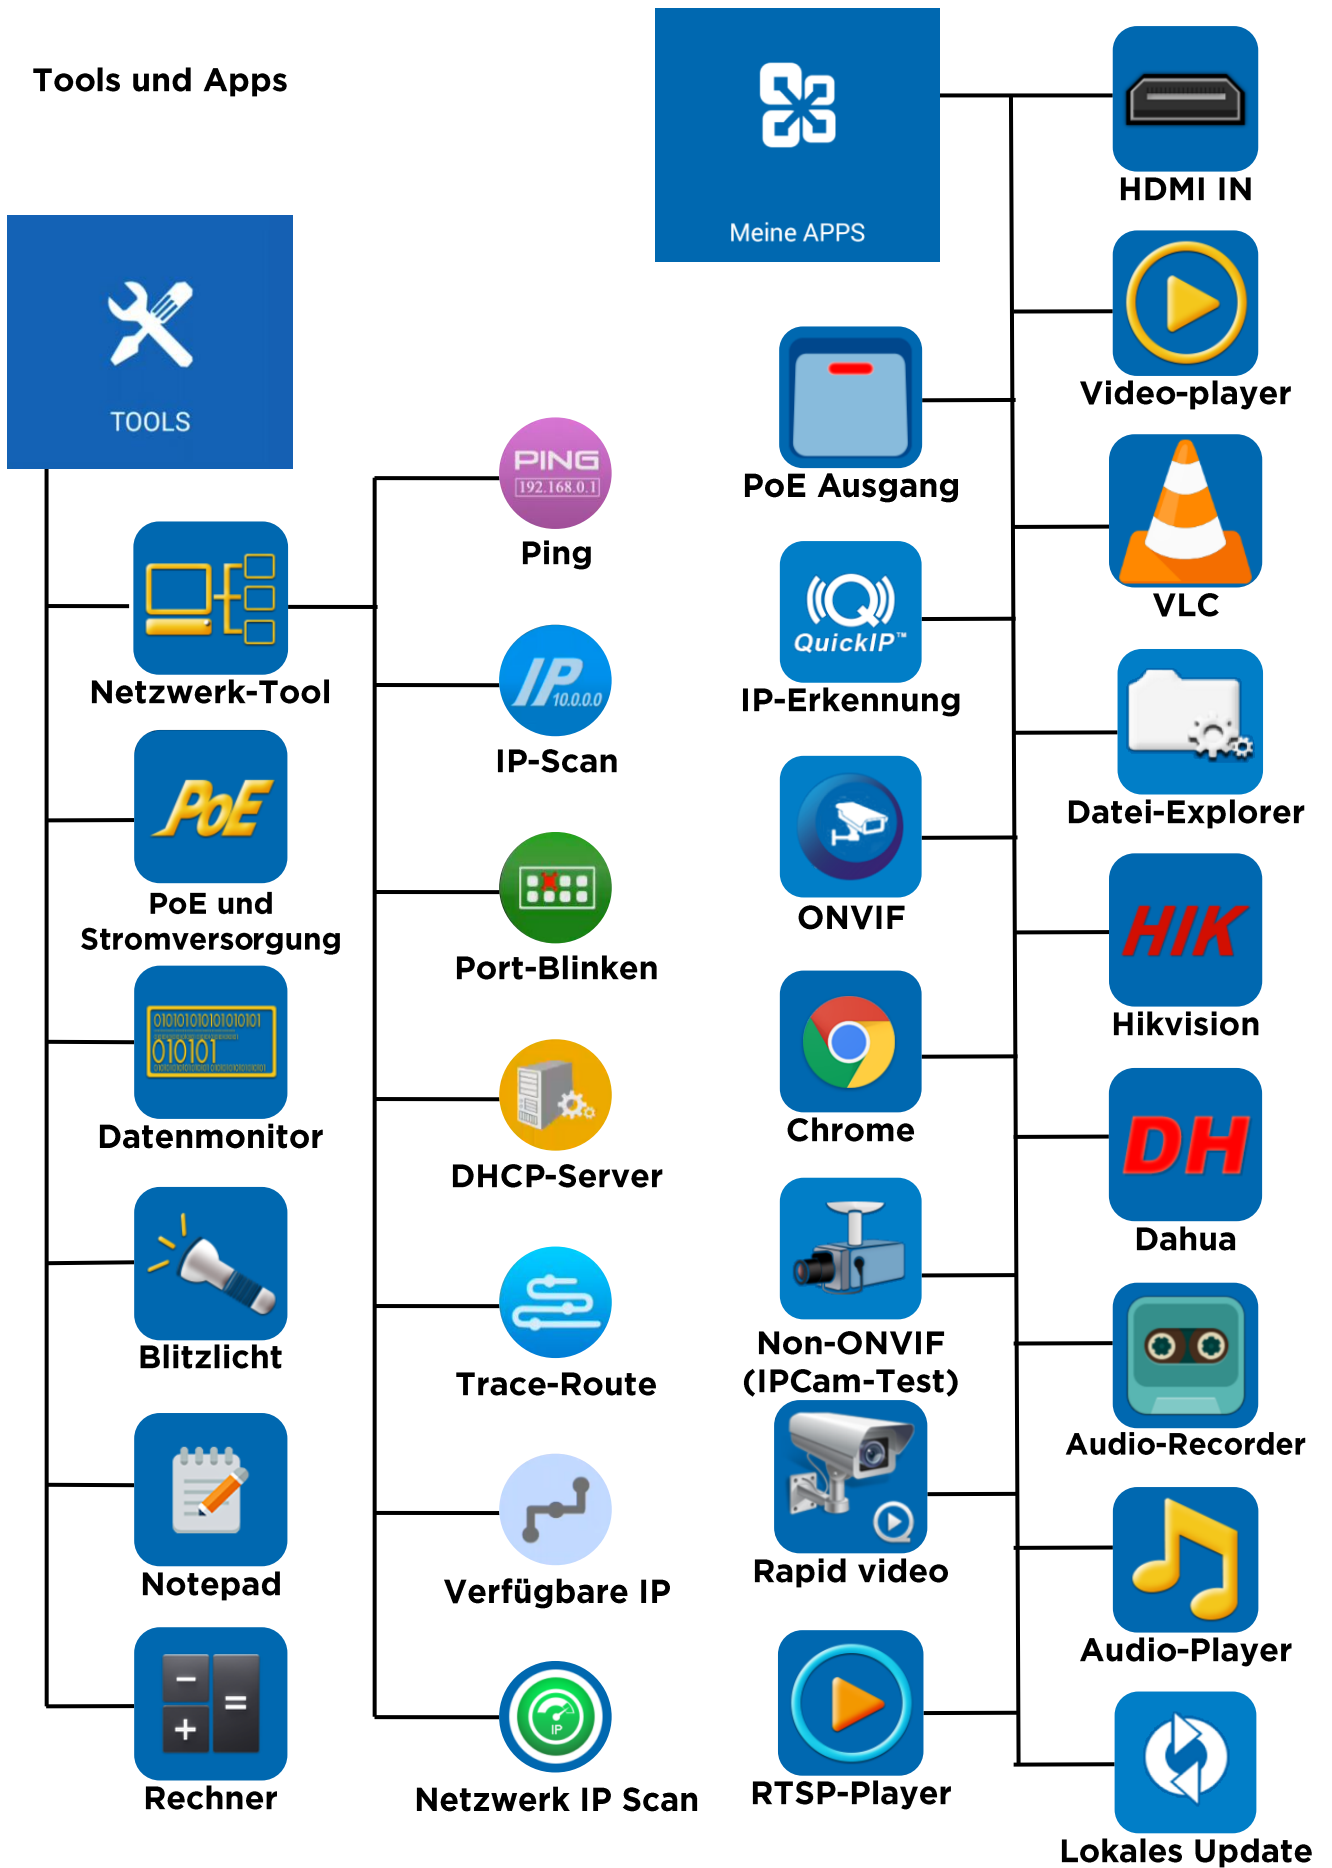 Tools und Apps
TOOLS
Netzwerk-Tool
PoE
PoE und
Stromversorgung
010101010101010101
010101
Datenmonitor
Blitzlicht
Notepad
Rechner
PING
192.168.0.1
Ping
IP
10.0.0.0
IP-Scan
Port-Blinken
DHCP-Server
Trace-Route
Verfügbare IP
IP
Netzwerk IP Scan
Meine APPS
PoE Ausgang
QuickIP™
IP-Erkennung
ONVIF
Chrome
Non-ONVIF
(IPCam-Test)
Rapid video
RTSP-Player
HDMI IN
Video-player
VLC
Datei-Explorer
HIK
Hikvision
DH
Dahua
Audio-Recorder
Audio-Player
Lokales Update